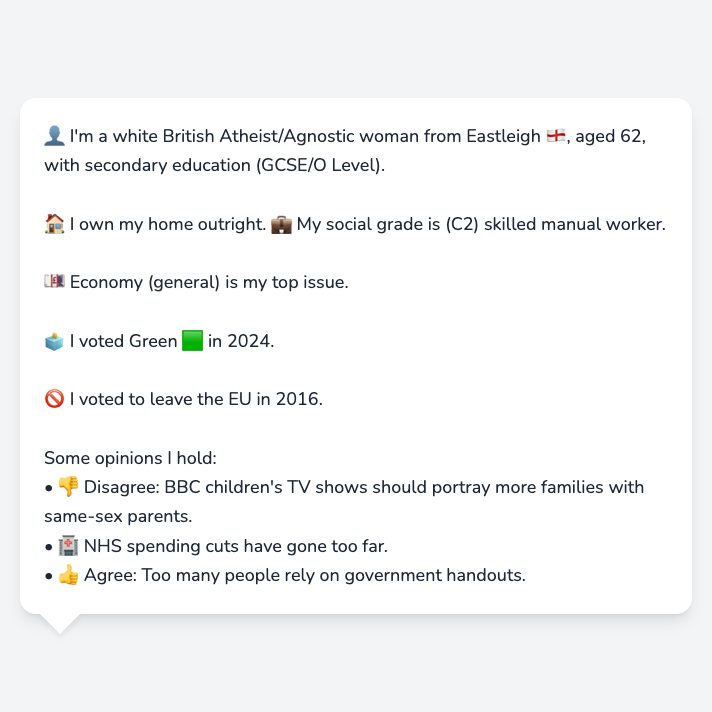 👤 I'm a white British Atheist/Agnostic woman from Eastleigh 🏴󠁧󠁢󠁥󠁮󠁧󠁿, aged 62,
with secondary education (GCSE/O Level).
🏠 I own my home outright. 💼 My social grade is (C2) skilled manual worker.
💷 Economy (general) is my top issue.
🗳️ I voted Green 🟩 in 2024.
🚫 I voted to leave the EU in 2016.
Some opinions I hold:
• 👎 Disagree: BBC children's TV shows should portray more families with
same-sex parents.
• 🏥 NHS spending cuts have gone too far.
• 👍 Agree: Too many people rely on government handouts.